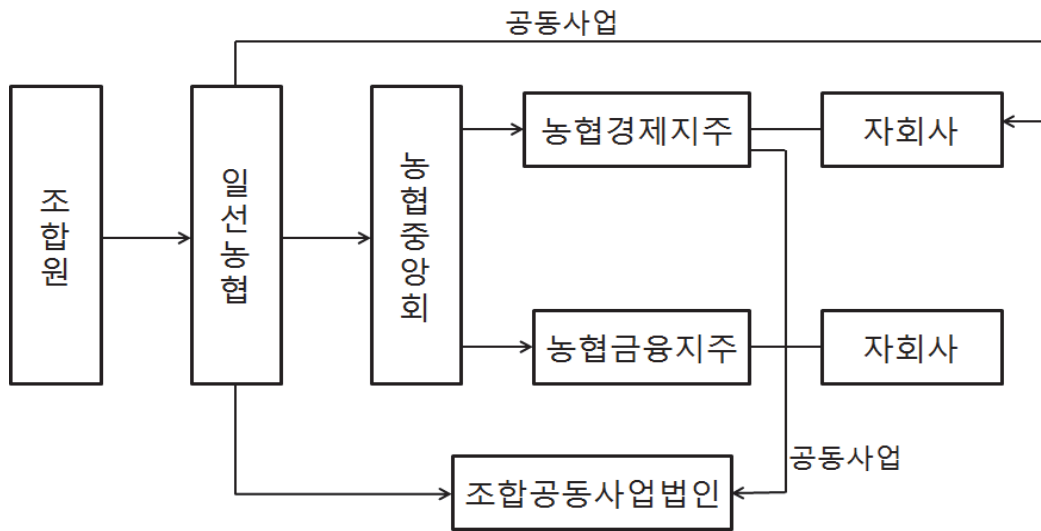 공동사업
조합원
일선농협
농협중앙회
농협경제지주
자회사
농협금융지주
자회사
공동사업
조합공동사업법인